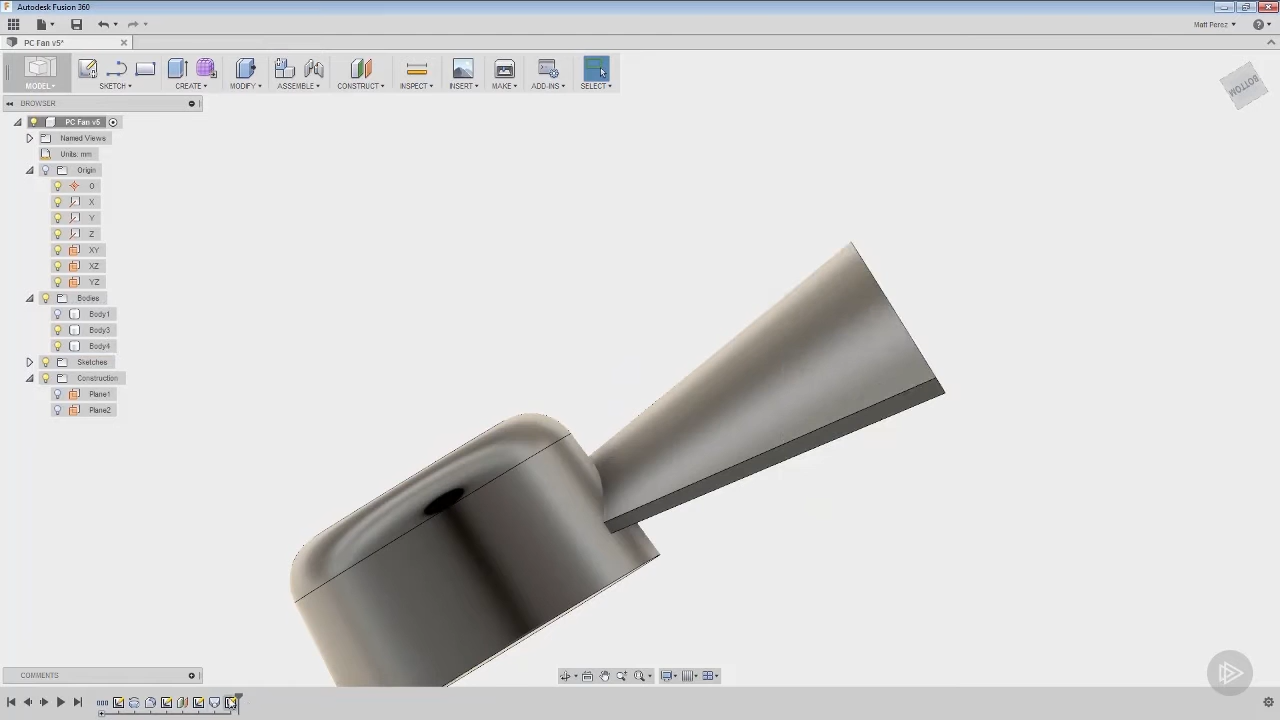 Autodesk Fusion 360
Matt Perez
PC Fan v5*
MODEL
SKETCH
CREATE
MODIFY
ASSEMBLE
CONSTRUCT
INSPECT
INSERT
MAKE
ADD-INS
SELECT
BOTTOM
BROWSER
PC Fan v5
Named Views
Units: mm
Origin
O
X
Y
Z
XY
XZ
YZ
Bodies
Body1
Body3
Body4
Sketches
Construction
Plane1
Plane2
COMMENTS